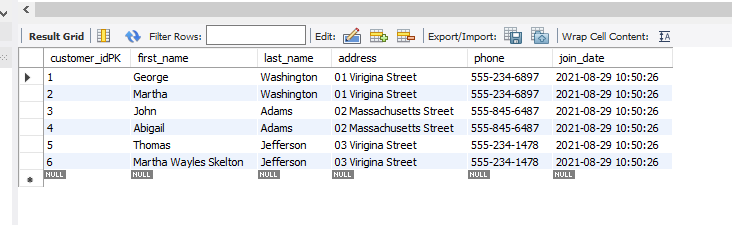 Result Grid Filter Rows: Edit: Export/Import: Wrap Cell Content: IA
customer_idPK first_name last_name address phone join_date
1 George Washington 01 Virigina Street 555-234-6897 2021-08-29 10:50:26
2 Martha Washington 01 Virigina Street 555-234-6897 2021-08-29 10:50:26
3 John Adams 02 Massachusetts Street 555-845-6487 2021-08-29 10:50:26
4 Abigail Adams 02 Massachusetts Street 555-845-6487 2021-08-29 10:50:26
5 Thomas Jefferson 03 Virigina Street 555-234-1478 2021-08-29 10:50:26
6 Martha Wayles Skelton Jefferson 03 Virigina Street 555-234-1478 2021-08-29 10:50:26
NULL NULL NULL NULL NULL NULL